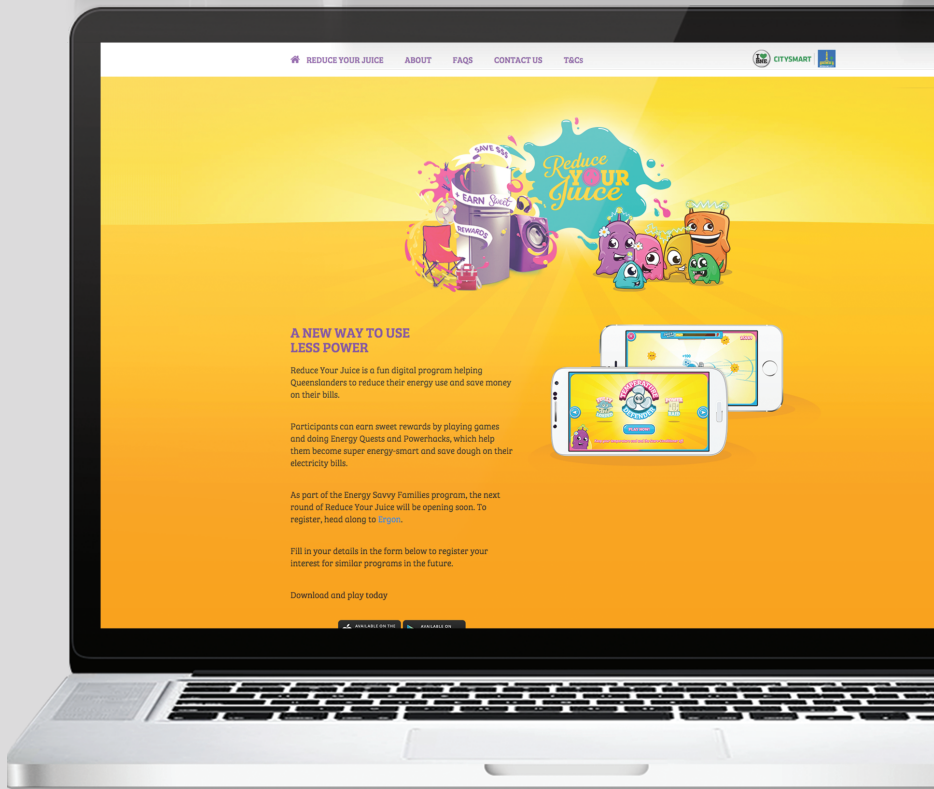 REDUCE YOUR JUICE ABOUT FAQS CONTACT US T&Cs
I BNE CITYSMART
SAVE $$$
+ EARN Sweet
REWARDS
Reduce
YOUR
Juice
A NEW WAY TO USE
LESS POWER
Reduce Your Juice is a fun digital program helping
Queenslanders to reduce their energy use and save money
on their bills.
Participants can earn sweet rewards by playing games
and doing Energy Quests and Powerhacks, which help
them become super energy-smart and save dough on their
electricity bills.
As part of the Energy Savvy Families program, the next
round of Reduce Your Juice will be opening soon. To
register, head along to Ergon.
Fill in your details in the form below to register your
interest for similar programs in the future.
Download and play today
AVAILABLE ON THE AVAILABLE ON
TEMPERATURE
DEFENDER
PLAY NOW!